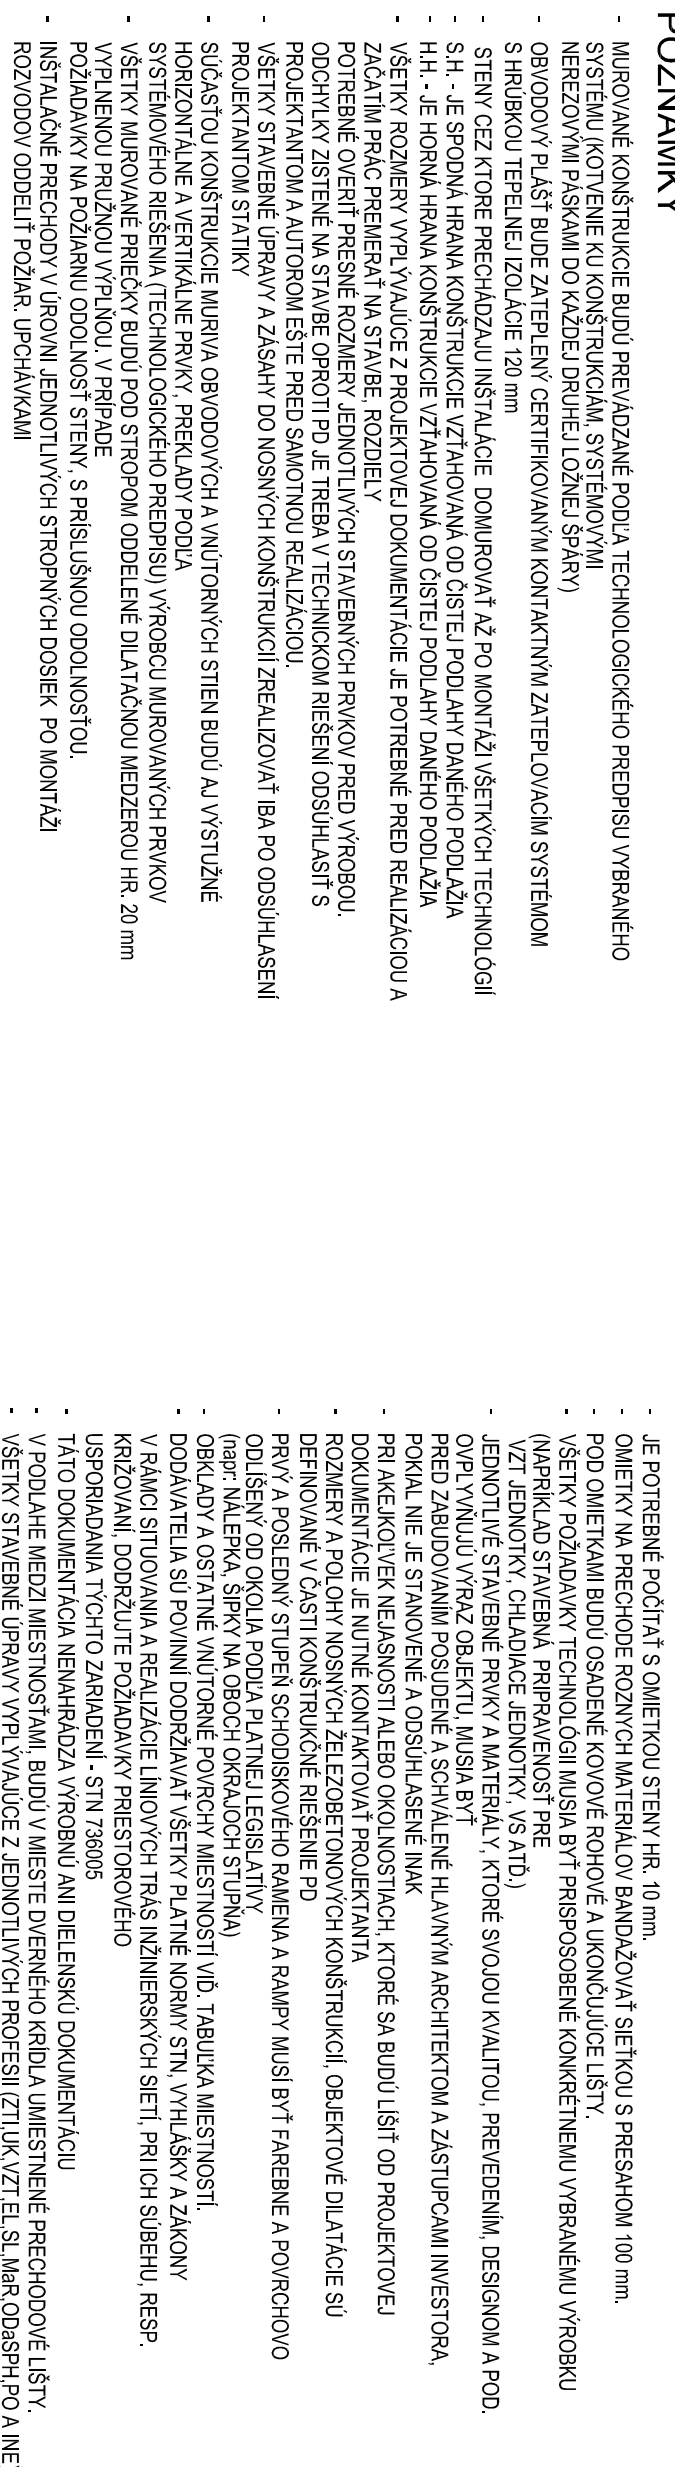 POZNÁMKY
- MUROVANÉ KONŠTRUKCIE BUDÚ PREVÁDZANÉ PODĽA TECHNOLOGICKÉHO PREDPISU VYBRANÉHO
SYSTÉMU (KOTVENIE KU KONŠTRUKCIÁM, SYSTÉMOVÝMI
NEREZOVÝMI PÁSKAMI DO KAŽDEJ DRUHEJ LOŽNEJ ŠPÁRY)
- OBVODOVÝ PLÁŠŤ BUDE ZATEPLENÝ CERTIFIKOVANÝM KONTAKTNÝM ZATEPLOVACÍM SYSTÉMOM
S HRÚBKOU TEPELNEJ IZOLÁCIE 120 mm
- STENY CEZ KTORE PRECHÁDZAJU INŠTALÁCIE DOMUROVAŤ AŽ PO MONTÁŽI VŠETKÝCH TECHNOLÓGIÍ
- S.H. - JE SPODNÁ HRANA KONŠTRUKCIE VZŤAHOVANÁ OD ČISTEJ PODLAHY DANÉHO PODLAŽIA
- H.H. - JE HORNÁ HRANA KONŠTRUKCIE VZŤAHOVANÁ OD ČISTEJ PODLAHY DANÉHO PODLAŽIA
- VŠETKY ROZMERY VYPLÝVAJÚCE Z PROJEKTOVEJ DOKUMENTÁCIE JE POTREBNÉ PRED REALIZÁCIOU A
ZAČATÍM PRÁC PREMERAŤ NA STAVBE, ROZDIELY
POTREBNÉ OVERIŤ PRESNÉ ROZMERY JEDNOTLIVÝCH STAVEBNÝCH PRVKOV PRED VÝROBOU.
ODCHYLKY ZISTENÉ NA STAVBE OPROTI PD JE TREBA V TECHNICKOM RIEŠENÍ ODSÚHLASIŤ S
PROJEKTANTOM A AUTOROM EŠTE PRED SAMOTNOU REALIZÁCIOU.
- VŠETKY STAVEBNÉ ÚPRAVY A ZÁSAHY DO NOSNÝCH KONŠTRUKCIÍ ZREALIZOVAŤ IBA PO ODSÚHLASENÍ
PROJEKTANTOM STATIKY
- SÚČASŤOU KONŠTRUKCIE MURIVA OBVODOVÝCH A VNÚTORNÝCH STIEN BUDÚ AJ VÝSTUŽNÉ
HORIZONTÁLNE A VERTIKÁLNE PRVKY, PREKLADY PODĽA
SYSTÉMOVÉHO RIEŠENIA (TECHNOLOGICKÉHO PREDPISU) VÝROBCU MUROVANÝCH PRVKOV
- VŠETKY MUROVANÉ PRIEČKY BUDÚ POD STROPOM ODDELENÉ DILATAČNOU MEDZEROU HR. 20 mm
VYPLNENOU PRUŽNOU VÝPLŇOU. V PRÍPADE
POŽIADAVKY NA POŽIARNU ODOLNOSŤ STENY, S PRÍSLUŠNOU ODOLNOSŤOU.
- INŠTALAČNÉ PRECHODY V ÚROVNI JEDNOTLIVÝCH STROPNÝCH DOSIEK PO MONTÁŽI
ROZVODOV ODDELIŤ POŽIAR. UPCHÁVKAMI
- JE POTREBNÉ POČÍTAŤ S OMIETKOU STENY HR. 10 mm.
- OMIETKY NA PRECHODE ROZNYCH MATERIÁLOV BANDAŽOVAŤ SIEŤKOU S PRESAHOM 100 mm.
- POD OMIETKAMI BUDÚ OSADENÉ KOVOVÉ ROHOVÉ A UKONČUJÚCE LIŠTY.
- VŠETKY POŽIADAVKY TECHNOLÓGII MUSIA BYŤ PRISPOSOBENÉ KONKRÉTNEMU VYBRANÉMU VÝROBKU
(NAPRÍKLAD STAVEBNÁ PRIPRAVENOSŤ PRE
VZT JEDNOTKY, CHLADIACE JEDNOTKY, VS ATĎ.)
- JEDNOTLIVÉ STAVEBNÉ PRVKY A MATERIÁLY, KTORÉ SVOJOU KVALITOU, PREVEDENÍM, DESIGNOM A POD.
OVPLYVŇUJÚ VÝRAZ OBJEKTU, MUSIA BYŤ
PRED ZABUDOVANÍM POSUDENÉ A SCHVÁLENÉ HLAVNÝM ARCHITEKTOM A ZÁSTUPCAMI INVESTORA,
POKIAL NIE JE STANOVENÉ A ODSÚHLASENÉ INAK
- PRI AKEJKOĽVEK NEJASNOSTI ALEBO OKOLNOSTIACH, KTORÉ SA BUDÚ LÍŠIŤ OD PROJEKTOVEJ
DOKUMENTÁCIE JE NUTNÉ KONTAKTOVAŤ PROJEKTANTA
- ROZMERY A POLOHY NOSNÝCH ŽELEZOBETONOVÝCH KONŠTRUKCIÍ, OBJEKTOVÉ DILATÁCIE SÚ
DEFINOVANÉ V ČASTI KONŠTRUKČNÉ RIEŠENIE PD
- PRVÝ A POSLEDNÝ STUPEŇ SCHODISKOVÉHO RAMENA A RAMPY MUSÍ BYŤ FAREBNE A POVRCHOVO
ODLÍŠENÝ OD OKOLIA PODĽA PLATNEJ LEGISLATÍVY
(napr: NÁLEPKA, ŠIPKY NA OBOCH OKRAJOCH STUPŇA)
- OBKLADY A OSTATNÉ VNÚTORNÉ POVRCHY MIESTNOSTÍ VIĎ. TABUĽKA MIESTNOSTÍ.
- DODÁVATELIA SÚ POVINNÍ DODRŽIAVAŤ VŠETKY PLATNÉ NORMY STN, VYHLÁŠKY A ZÁKONY
V RÁMCI SITUOVANIA A REALIZÁCIE LÍNIOVÝCH TRÁS INŽINIERSKÝCH SIETÍ, PRI ICH SÚBEHU, RESP.
KRIŽOVANÍ, DODRŽUJTE POŽIADAVKY PRIESTOROVÉHO
USPORIADANIA TÝCHTO ZARIADENÍ - STN 736005
- TÁTO DOKUMENTÁCIA NENAHRÁDZA VÝROBNÚ ANI DIELENSKÚ DOKUMENTÁCIU
- V PODLAHE MEDZI MIESTNOSŤAMI, BUDÚ V MIESTE DVERNÉHO KRÍDLA UMIESTNENÉ PRECHODOVÉ LIŠTY.
- VŠETKY STAVEBNÉ ÚPRAVY VYPLÝVAJÚCE Z JEDNOTLIVÝCH PROFESII (ZTI,UK,VZT,EL,SL,MaR,ODaSPH,PO A INE